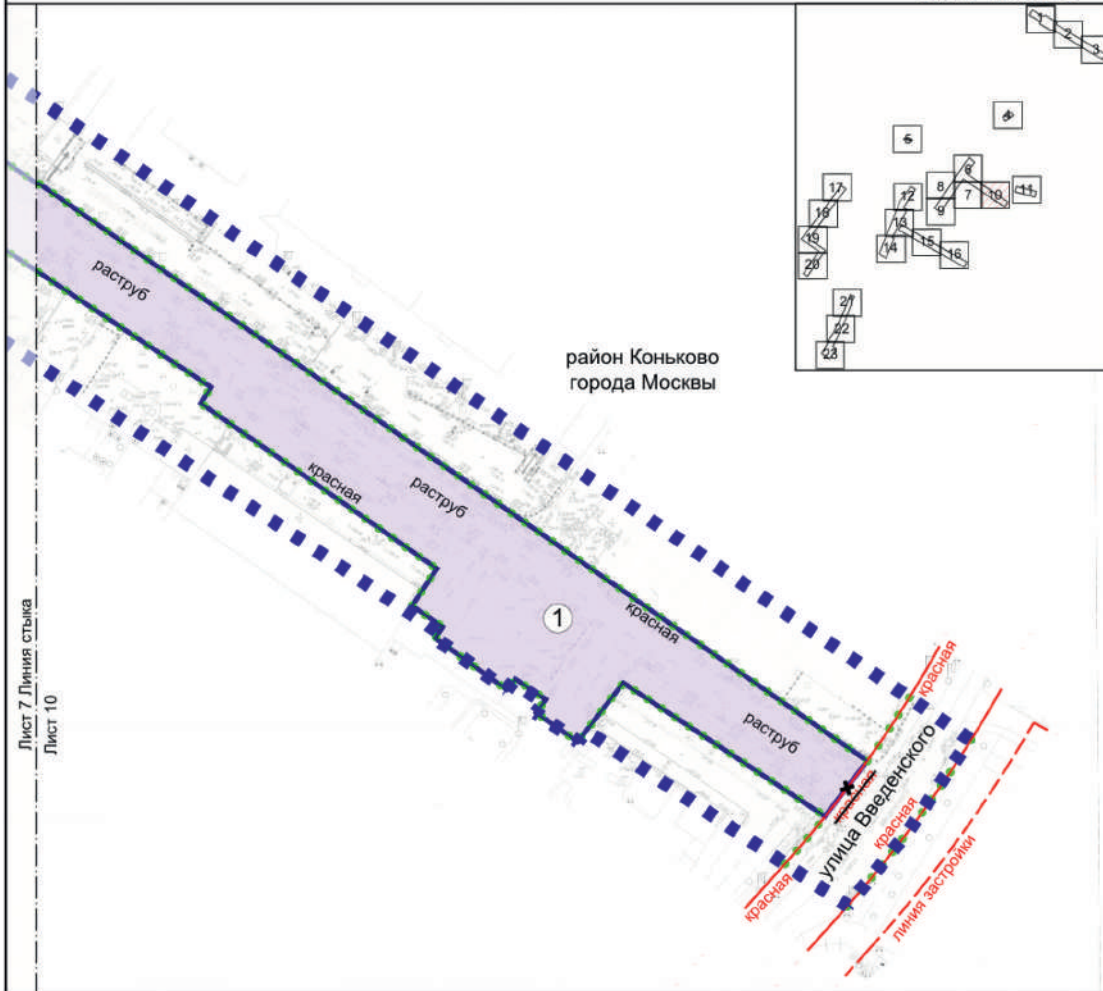 1
2
3
4
5
6
7
8
9
10
11
12
13
14
15
16
17
18
19
20
21
22
23
раструб
район Коньково
города Москвы
красная
раструб
1
красная
раструб
красная
красная
улица Введенского
красная
красная
линия застройки
Лист 7 Линия стыка
Лист 10